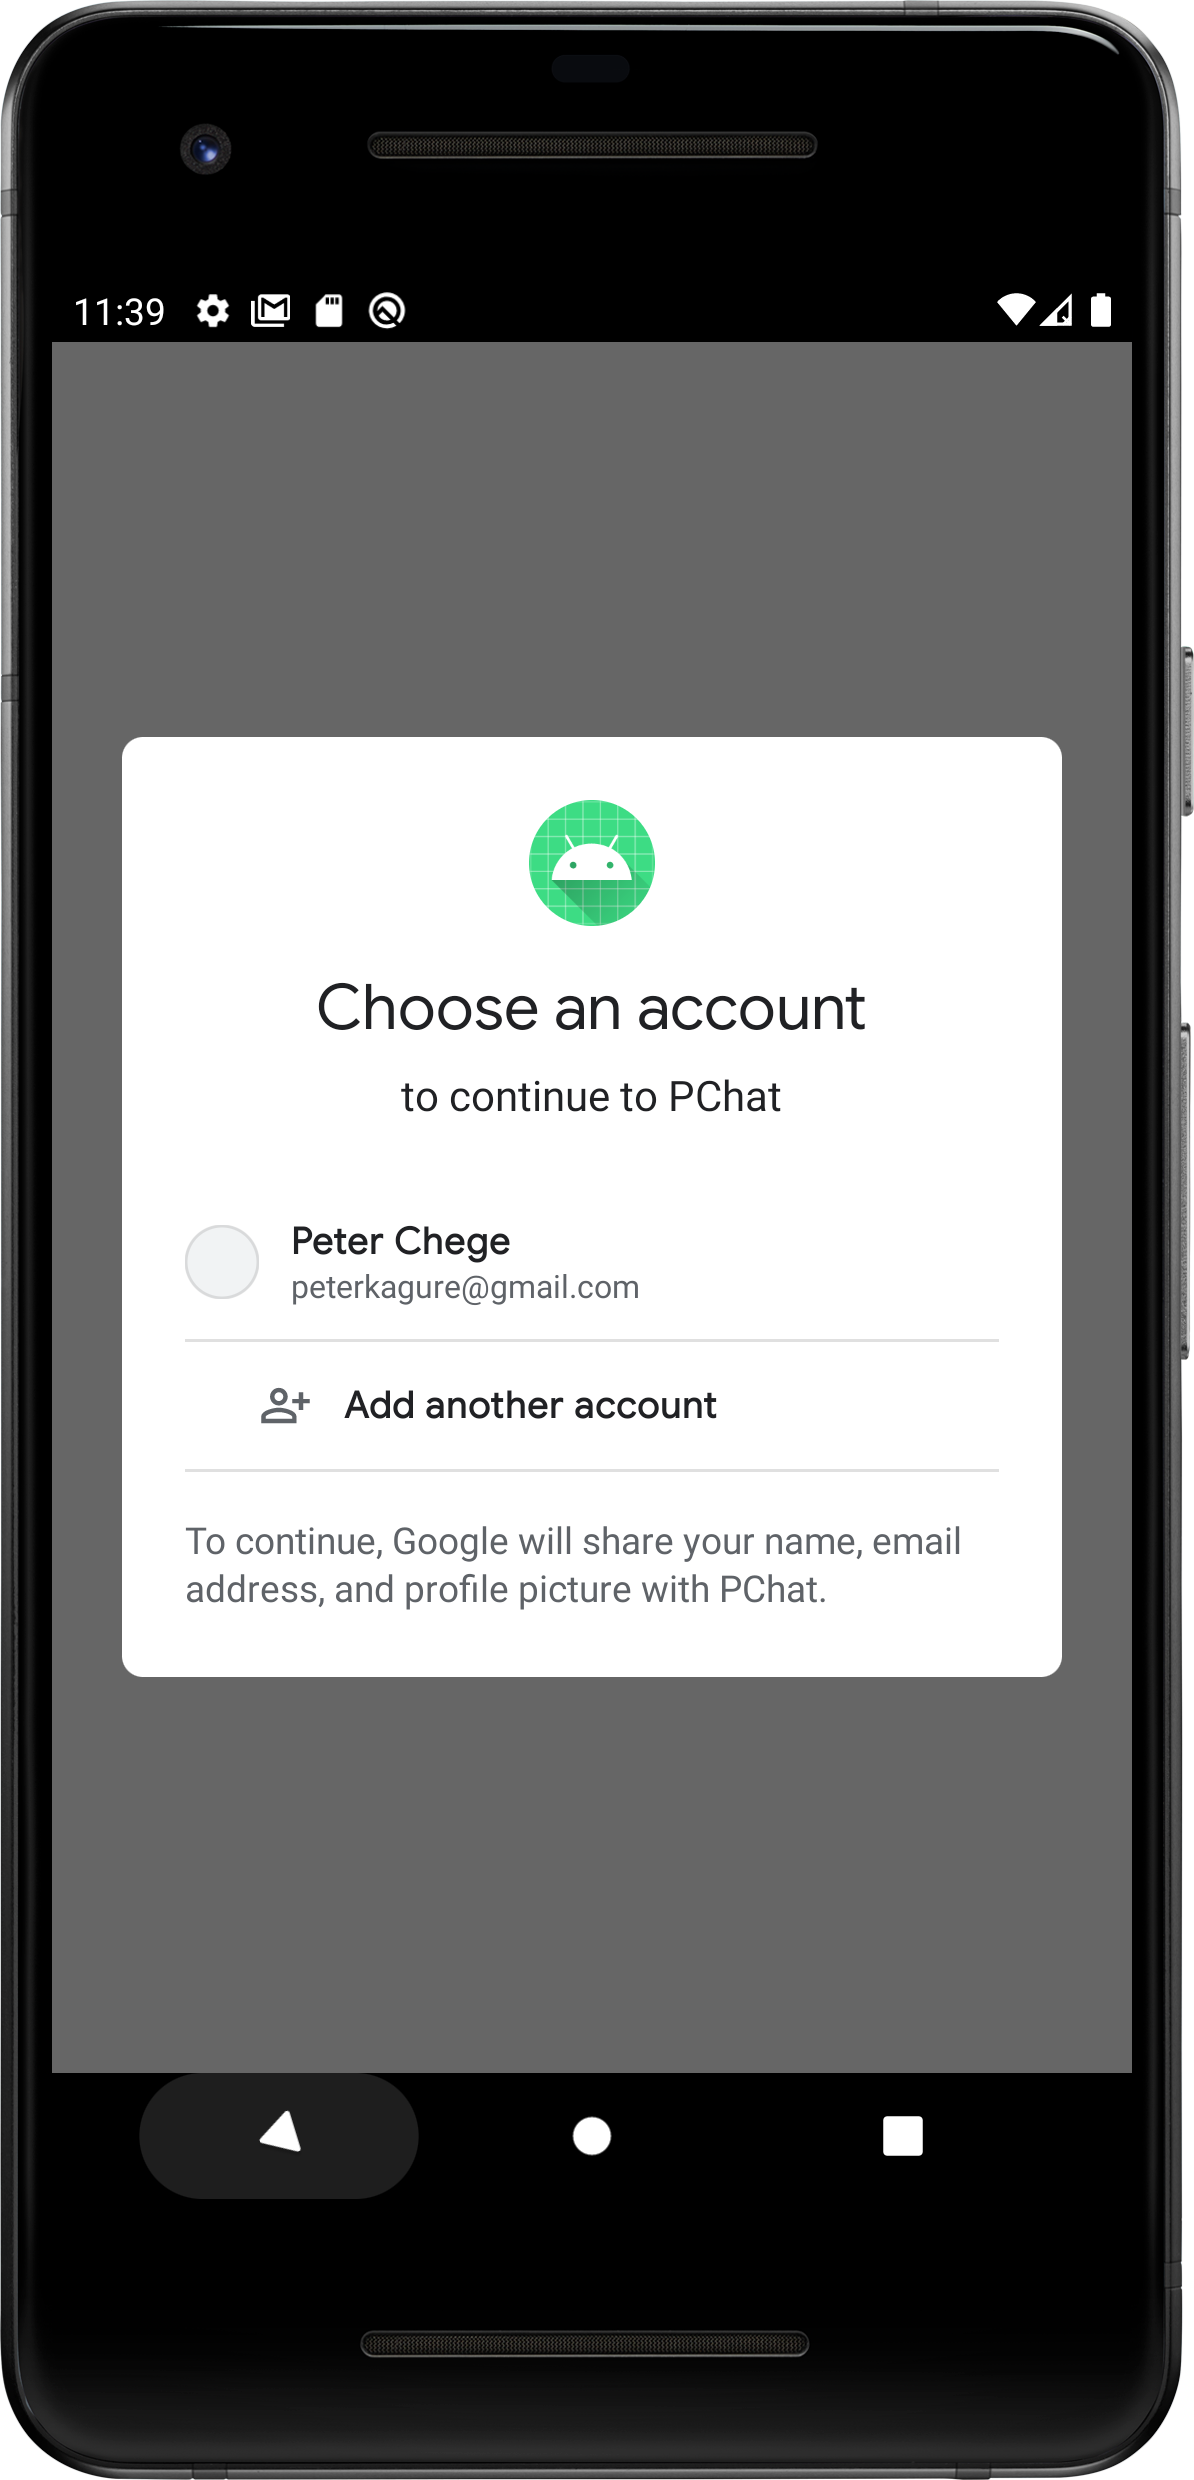 11:39
Choose an account
to continue to PChat
Peter Chege
peterkagure@gmail.com
Add another account
To continue, Google will share your name, email
address, and profile picture with PChat.